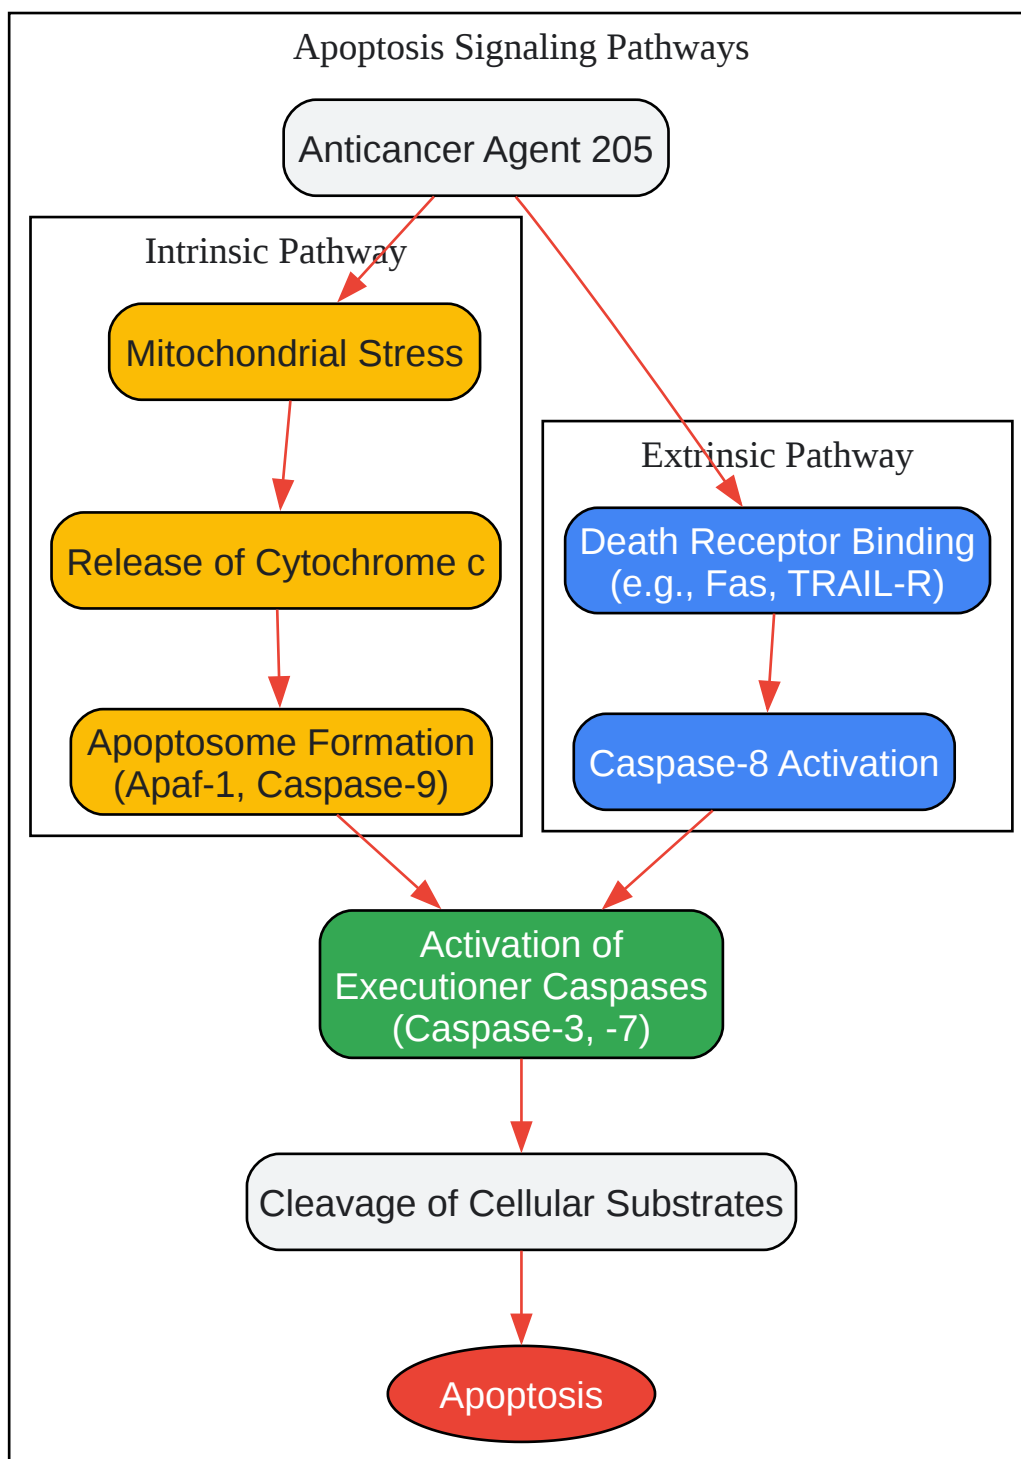 Apoptosis Signaling Pathways
Anticancer Agent 205
Intrinsic Pathway
Mitochondrial Stress
Release of Cytochrome c
Apoptosome Formation
(Apaf-1, Caspase-9)
Extrinsic Pathway
Death Receptor Binding
(e.g., Fas, TRAIL-R)
Caspase-8 Activation
Activation of
Executioner Caspases
(Caspase-3, -7)
Cleavage of Cellular Substrates
Apoptosis